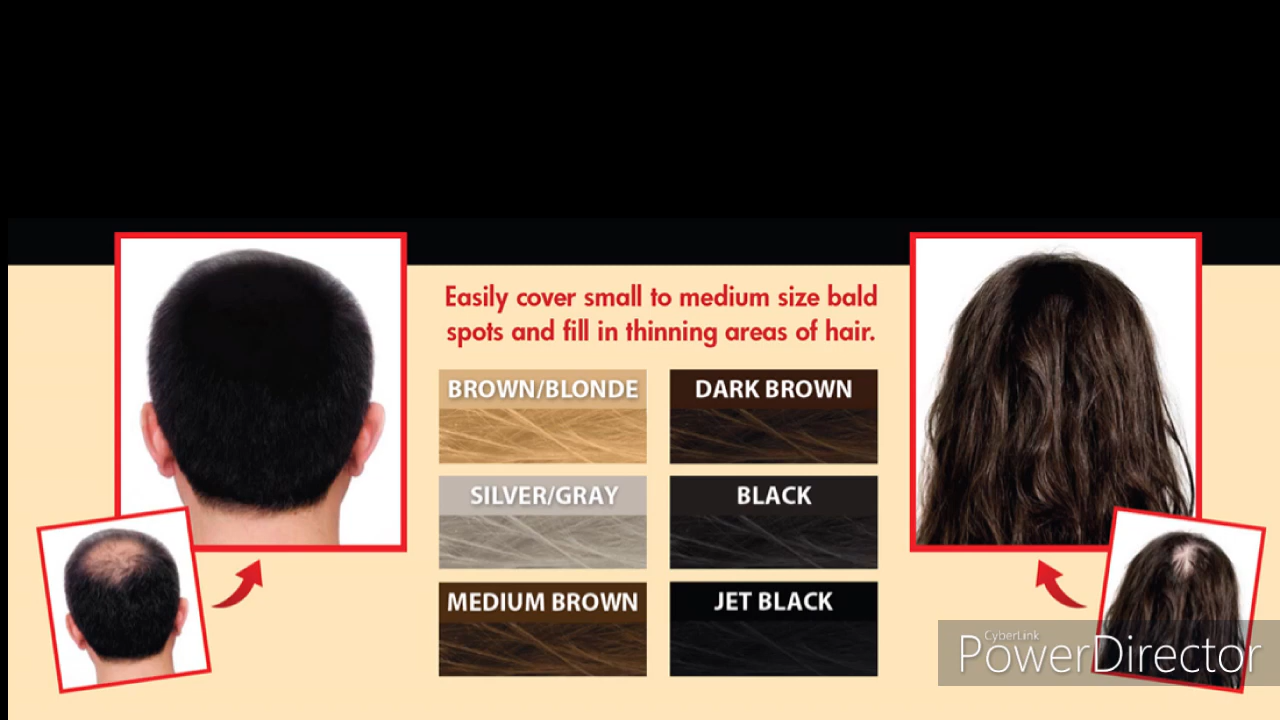 Easily cover small to medium size bald
spots and fill in thinning areas of hair.
BROWN/BLONDE
DARK BROWN
SILVER/GRAY
BLACK
MEDIUM BROWN
JET BLACK
CyberLink
PowerDirector